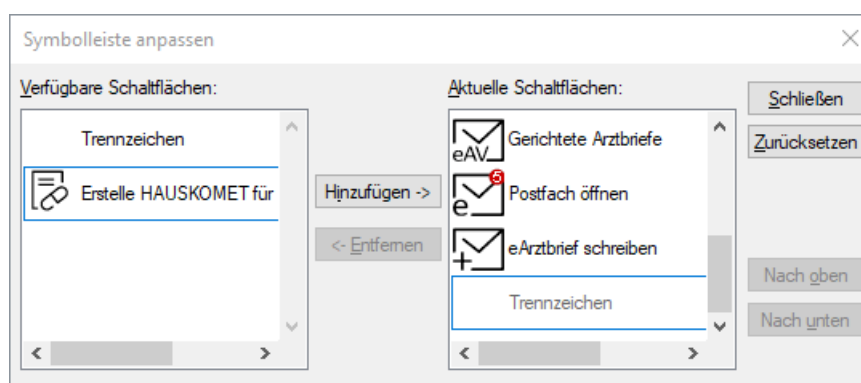 Symbolleiste anpassen
Verfügbare Schaltflächen:
Trennzeichen
Erstelle HAUSKOMET für
Hinzufügen ->
<- Entfernen
Aktuelle Schaltflächen:
eAV Gerichtete Arztbriefe
e 5 Postfach öffnen
eArztbrief schreiben
Trennzeichen
Schließen
Zurücksetzen
Nach oben
Nach unten